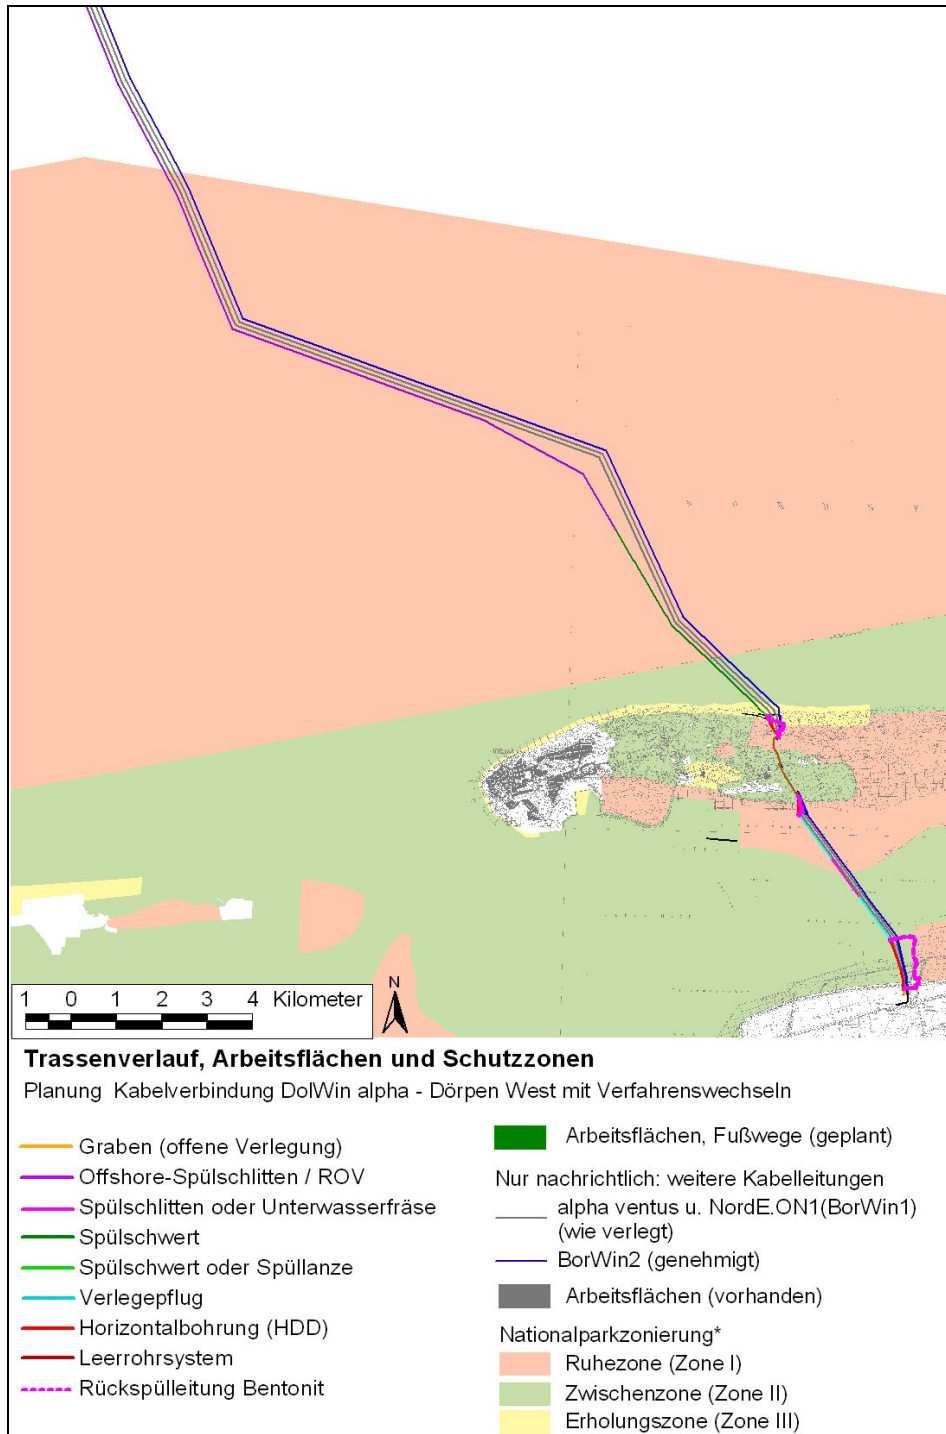 N O R D S E
N
1 0 1 2 3 4 Kilometer
Trassenverlauf, Arbeitsflächen und Schutzzonen
Planung Kabelverbindung DolWin alpha - Dörpen West mit Verfahrenswechseln
Graben (offene Verlegung)
Offshore-Spülschlitten / ROV
Spülschlitten oder Unterwasserfräse
Spülschwert
Spülschwert oder Spüllanze
Verlegepflug
Horizontalbohrung (HDD)
Leerrohrsystem
Rückspülleitung Bentonit
Arbeitsflächen, Fußwege (geplant)
Nur nachrichtlich: weitere Kabelleitungen
alpha ventus u. NordE.ON1(BorWin1)
(wie verlegt)
BorWin2 (genehmigt)
Arbeitsflächen (vorhanden)
Nationalparkzonierung*
Ruhezone (Zone I)
Zwischenzone (Zone II)
Erholungszone (Zone III)